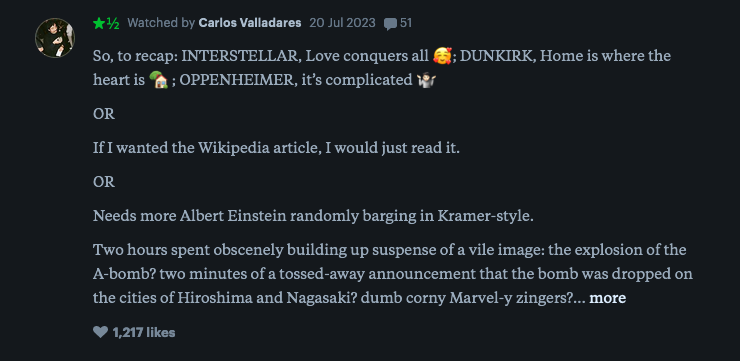 ★½ Watched by Carlos Valladares 20 Jul 2023 51
So, to recap: INTERSTELLAR, Love conquers all 🥰; DUNKIRK, Home is where the
heart is 🏡 ; OPPENHEIMER, it’s complicated 🤷🏻
OR
If I wanted the Wikipedia article, I would just read it.
OR
Needs more Albert Einstein randomly barging in Kramer-style.
Two hours spent obscenely building up suspense of a vile image: the explosion of the
A-bomb? two minutes of a tossed-away announcement that the bomb was dropped on
the cities of Hiroshima and Nagasaki? dumb corny Marvel-y zingers?... more
1,217 likes